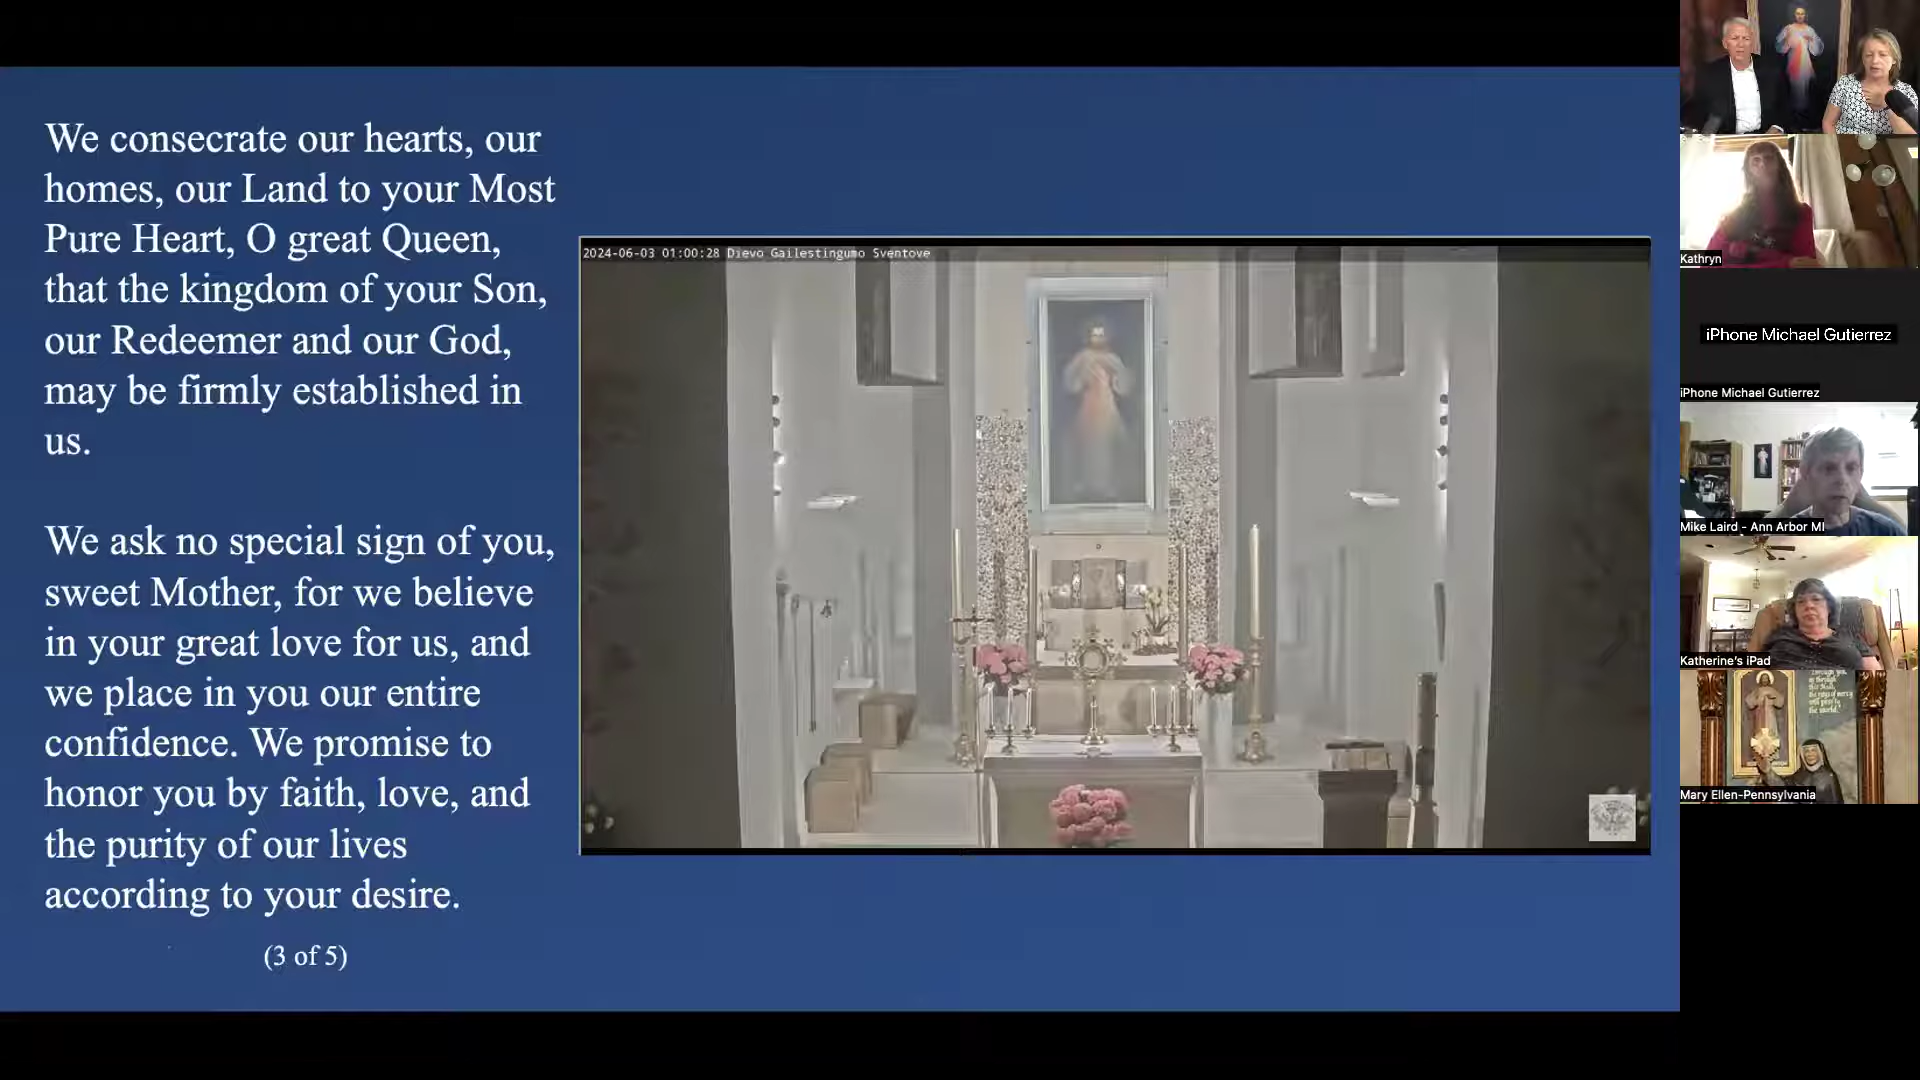 We consecrate our hearts, our
homes, our Land to your Most
Pure Heart, O great Queen,
that the kingdom of your Son,
our Redeemer and our God,
may be firmly established in
us.
We ask no special sign of you,
sweet Mother, for we believe
in your great love for us, and
we place in you our entire
confidence. We promise to
honor you by faith, love, and
the purity of our lives
according to your desire.
(3 of 5)
2024-06-03 01:00:28 Dievo Gailestingumo Sventove
Kathryn
iPhone Michael Gutierrez
iPhone Michael Gutierrez
Mike Laird - Ann Arbor MI
Katherine's iPad
the world.
Mary Ellen-Pennsylvania